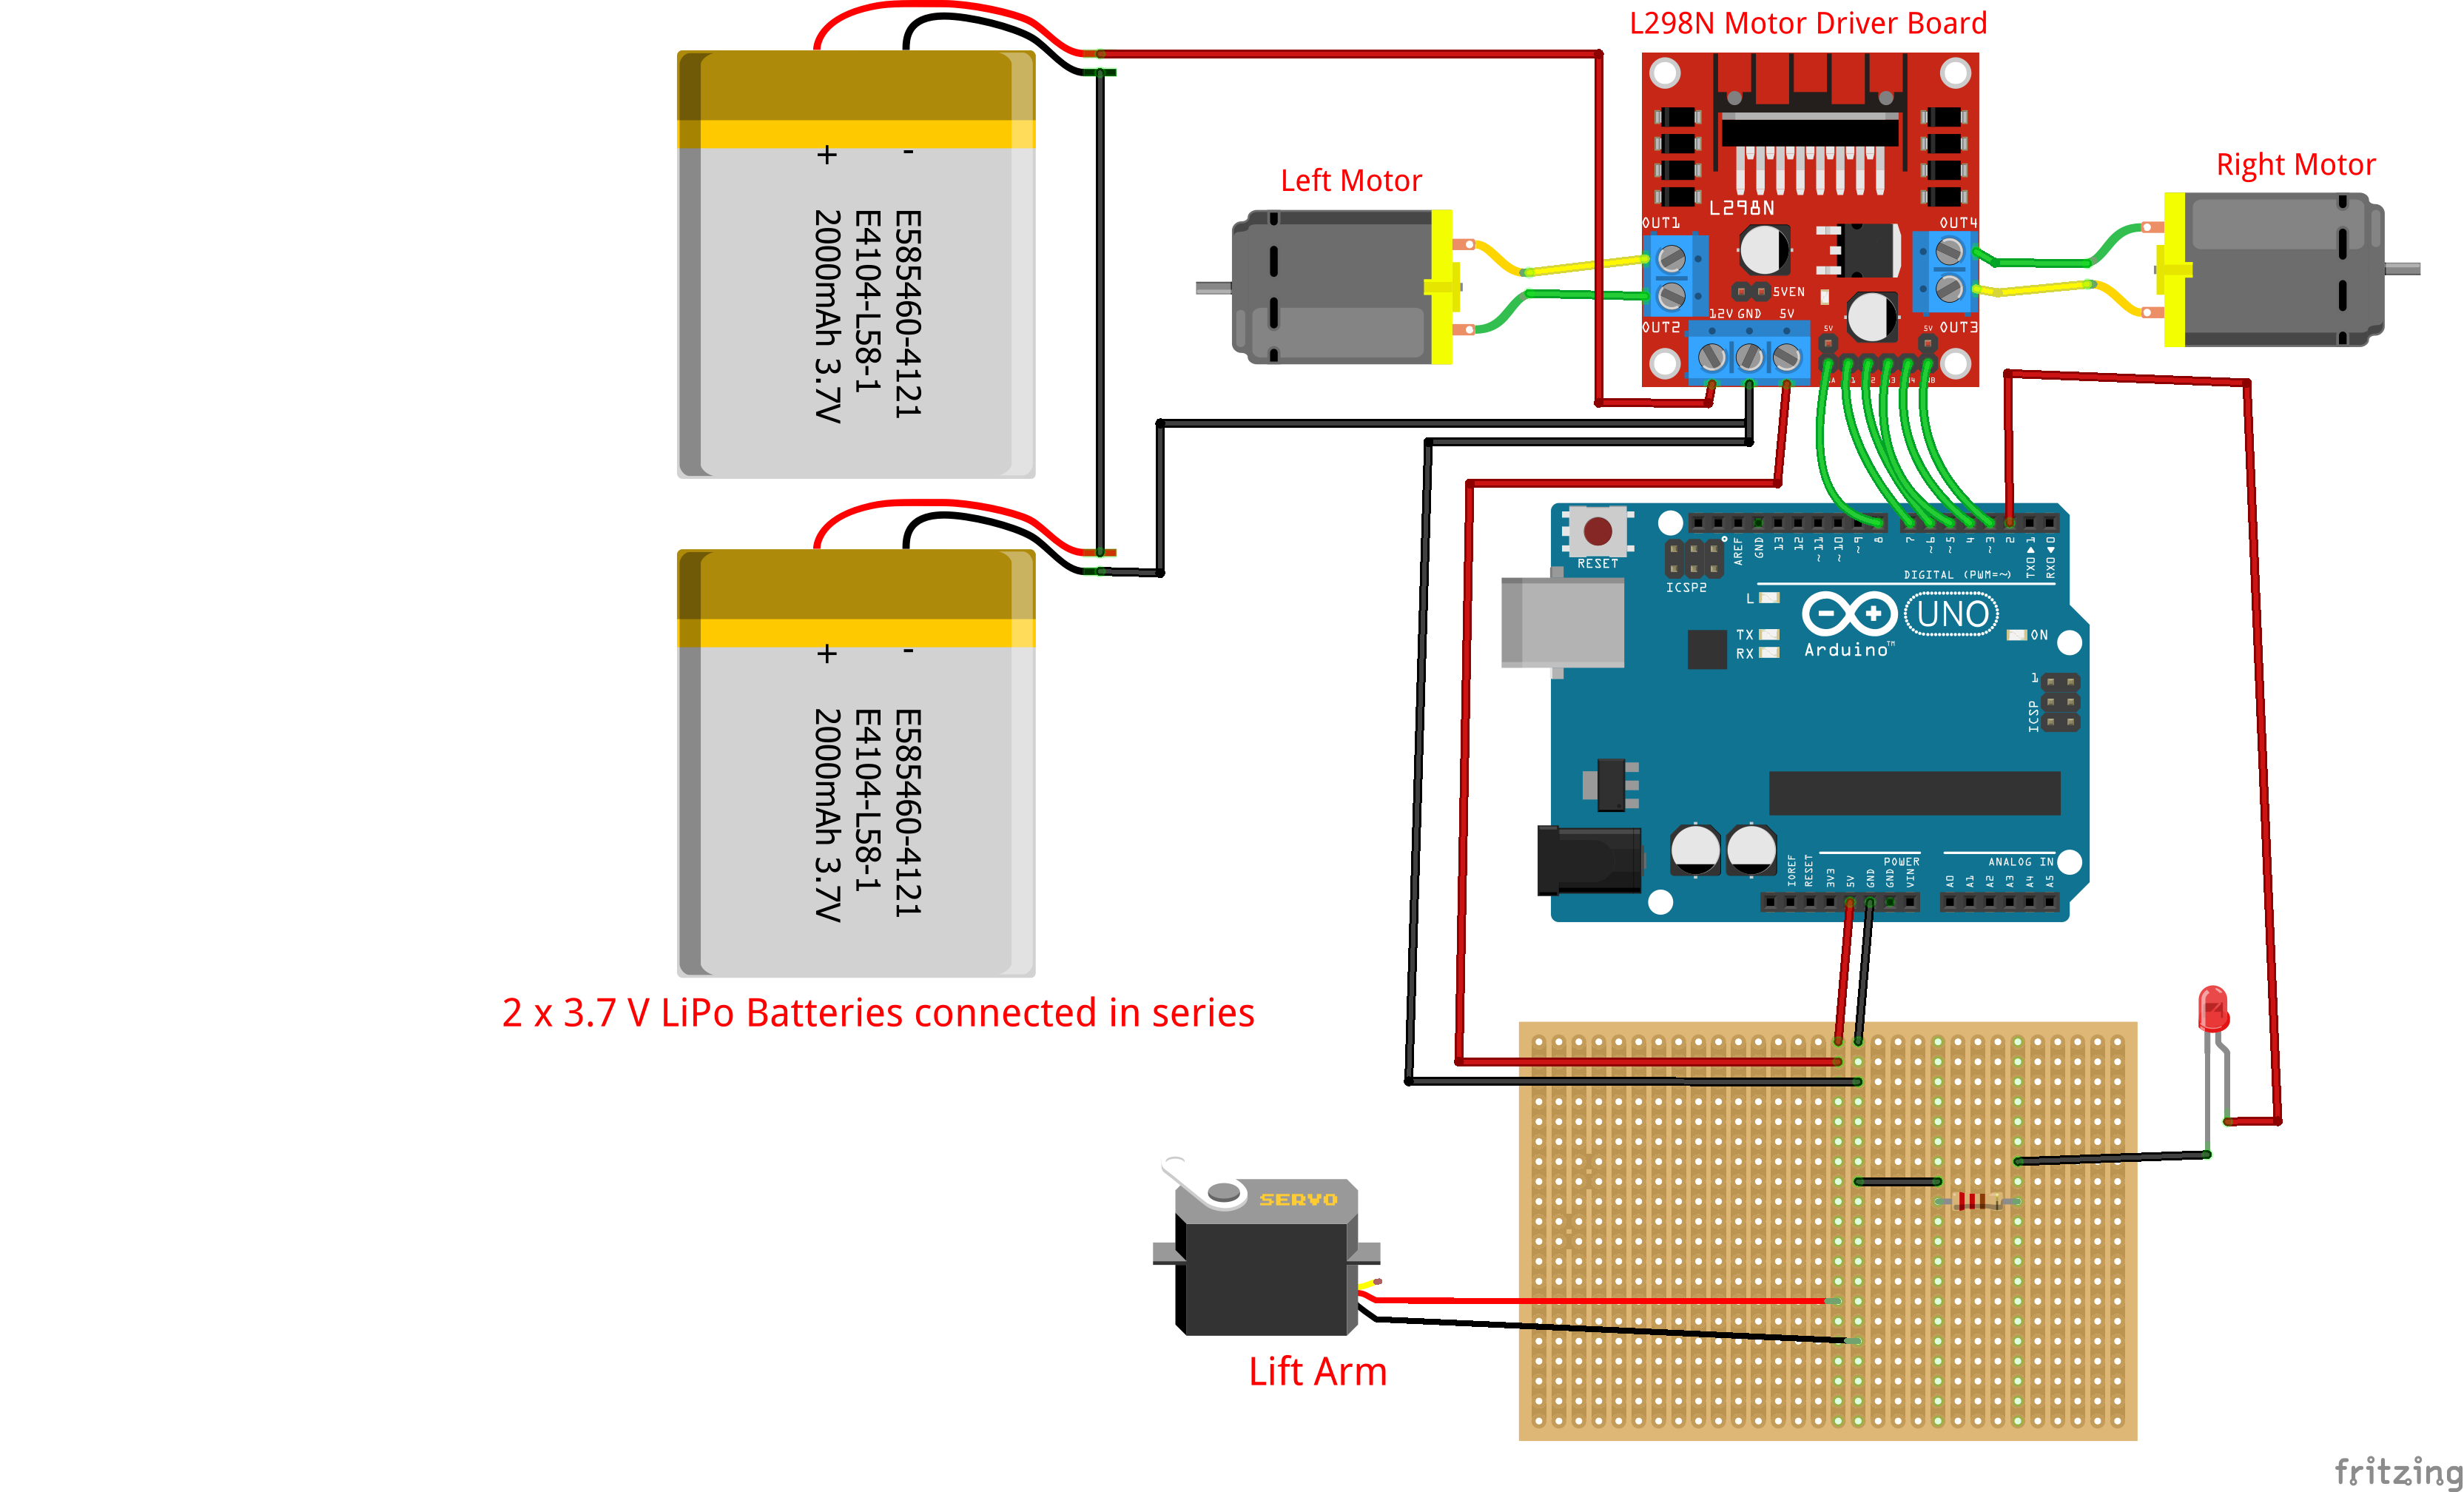 L298N Motor Driver Board
Left Motor
Right Motor
+ -
E585460-4121
E4104-L58-1
2000mAh 3.7V
L298N
OUT1
OUT4
5VEN
12V GND 5V
5V
5V
OUT2
OUT3
+ -
E585460-4121
E4104-L58-1
2000mAh 3.7V
2 x 3.7 V LiPo Batteries connected in series
RESET
ICSP2
AREF
GND
13
12
~11
~10
~9
8
7
~6
~5
4
~3
2
TX0▶1
RX0◀0
DIGITAL (PWM=~)
L
TX
RX
UNO
Arduino™
ON
1
ICSP
IOREF
RESET
3V3
5V
GND
GND
VIN
POWER
ANALOG IN
A0
A1
A2
A3
A4
A5
SERVO
Lift Arm
fritzing